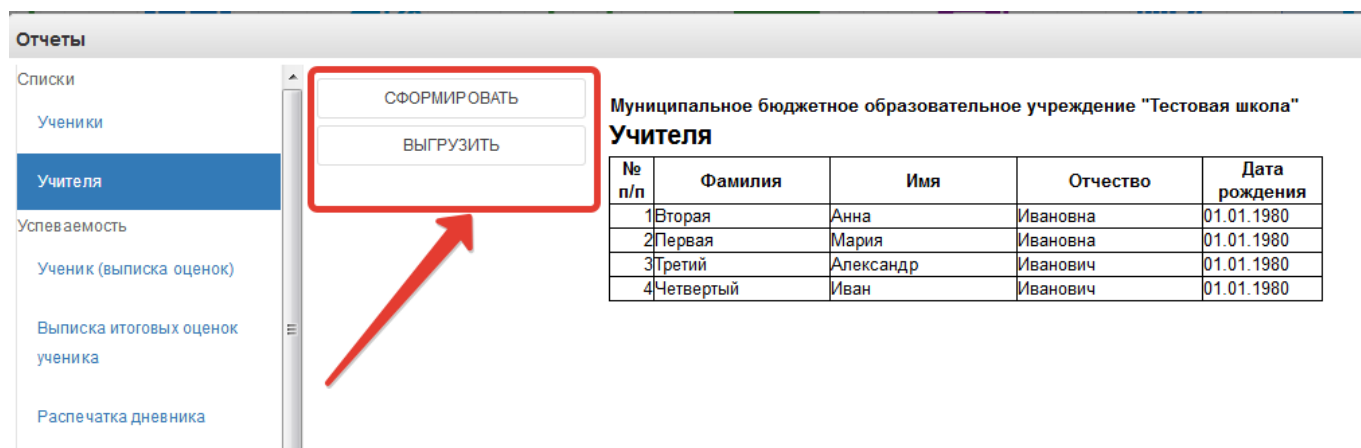 Отчеты
Списки
Ученики
Учителя
Успеваемость
Ученик (выписка оценок)
Выписка итоговых оценок
ученика
Распечатка дневника
СФОРМИРОВАТЬ
ВЫГРУЗИТЬ
Муниципальное бюджетное образовательное учреждение "Тестовая школа"
Учителя
№ п/п Фамилия Имя Отчество Дата рождения
1 Вторая Анна Ивановна 01.01.1980
2 Первая Мария Ивановна 01.01.1980
3 Третий Александр Иванович 01.01.1980
4 Четвертый Иван Иванович 01.01.1980